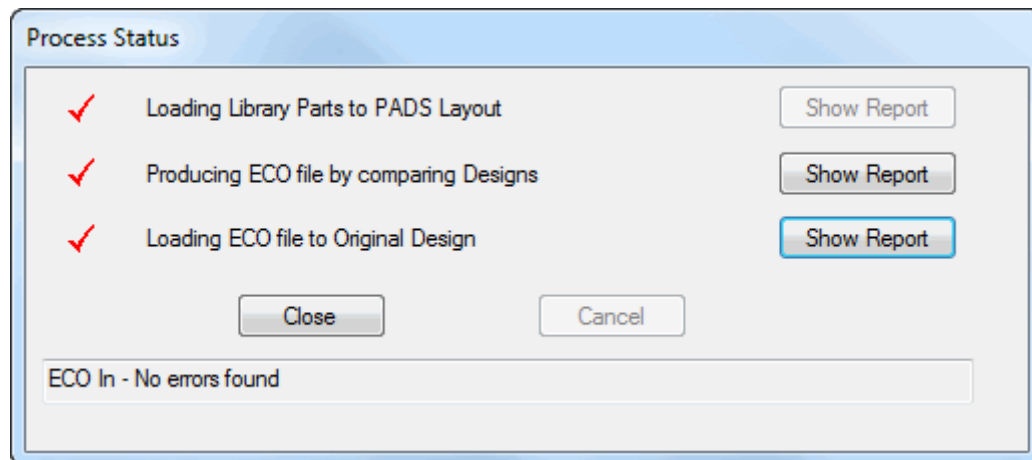 Process Status
Loading Library Parts to PADS Layout Show Report
Producing ECO file by comparing Designs Show Report
Loading ECO file to Original Design Show Report
Close Cancel
ECO In - No errors found